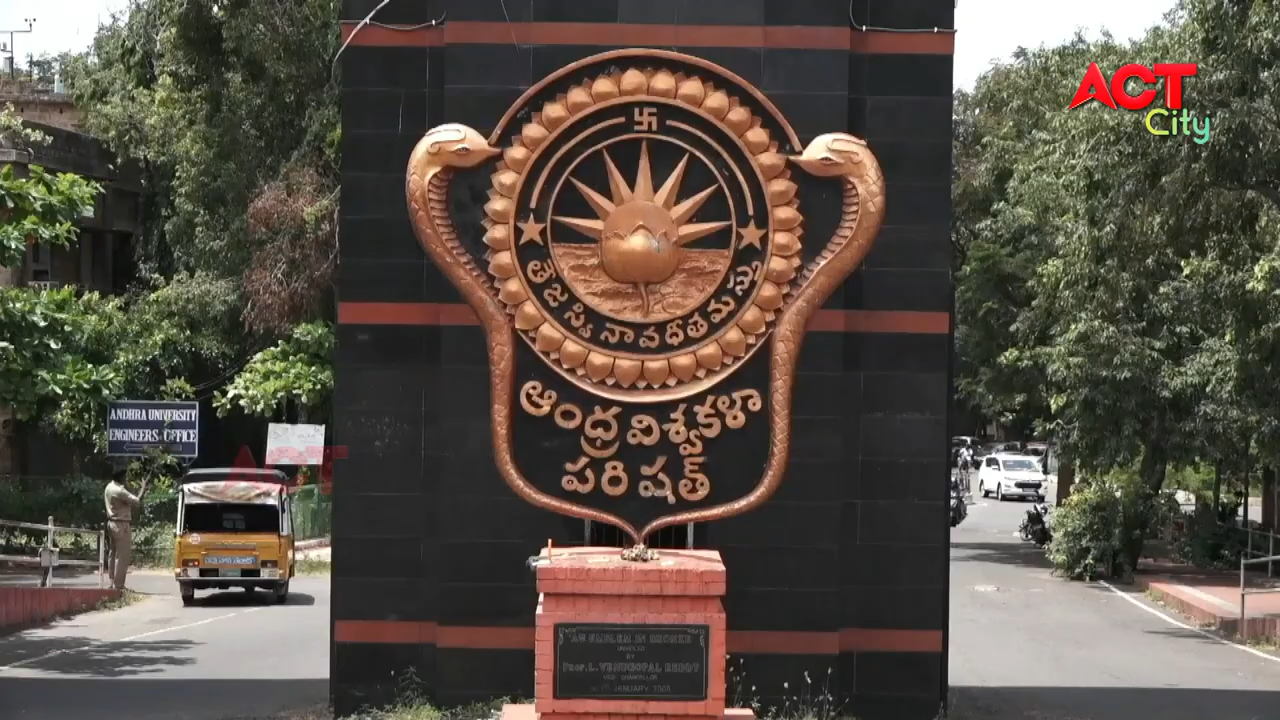 ACT
City
తేజస్వి నావధీతమస్తు
ఆంధ్ర విశ్వకళా
పరిషత్
ANDHRA UNIVERSITY
ENGINEERS OFFICE
"AU EMBLEM IN BRONZE"
UNVEILED
BY
PROF. L. VENUGOPAL REDDY
VICE CHANCELLOR
JANUARY